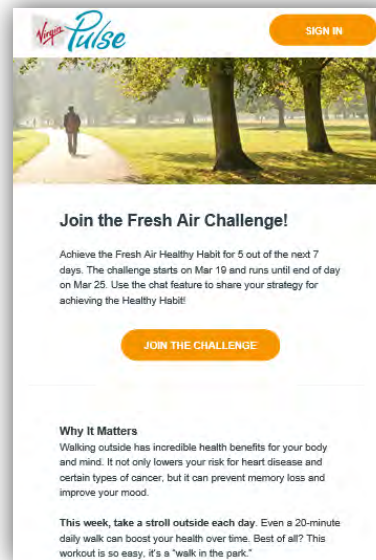 Virgin Pulse
SIGN IN
Join the Fresh Air Challenge!
Achieve the Fresh Air Healthy Habit for 5 out of the next 7
days. The challenge starts on Mar 19 and runs until end of day
on Mar 25. Use the chat feature to share your strategy for
achieving the Healthy Habit!
JOIN THE CHALLENGE
Why It Matters
Walking outside has incredible health benefits for your body
and mind. It not only lowers your risk for heart disease and
certain types of cancer, but it can prevent memory loss and
improve your mood.
This week, take a stroll outside each day. Even a 20-minute
daily walk can boost your health over time. Best of all? This
workout is so easy, it's a "walk in the park."